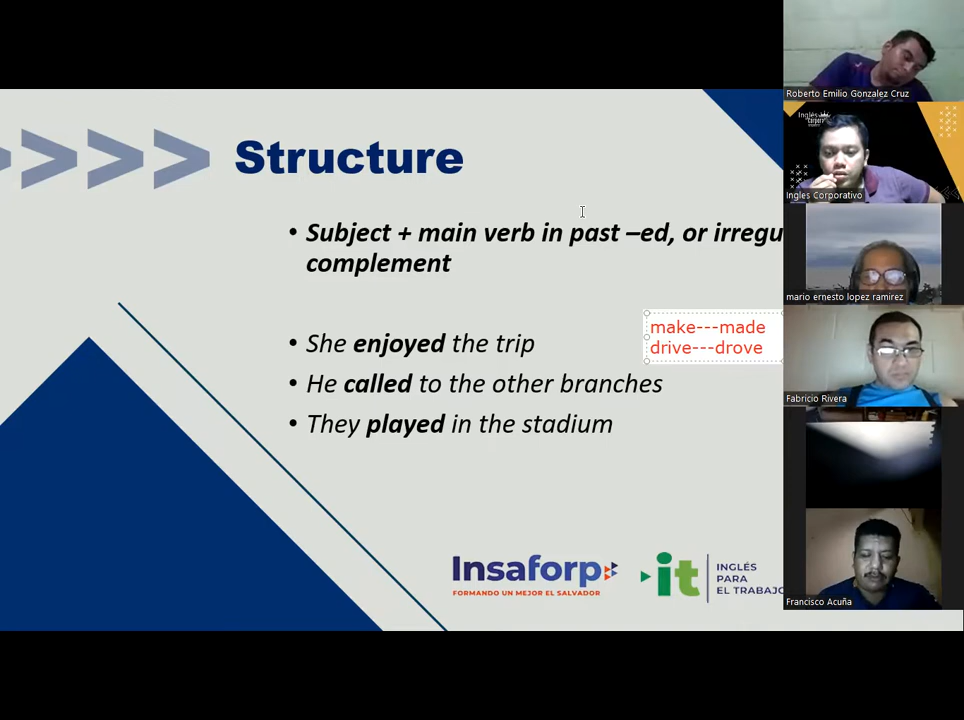 Structure
• Subject + main verb in past –ed, or irregu
complement
make---made
drive---drove
• She enjoyed the trip
• He called to the other branches
• They played in the stadium
Insaforp
FORMANDO UN MEJOR EL SALVADOR
it
INGLÉS
PARA
EL TRABAJO
Roberto Emilio Gonzalez Cruz
Inglés
Ingles Corporativo
mario ernesto lopez ramirez
Fabricio Rivera
Francisco Acuña